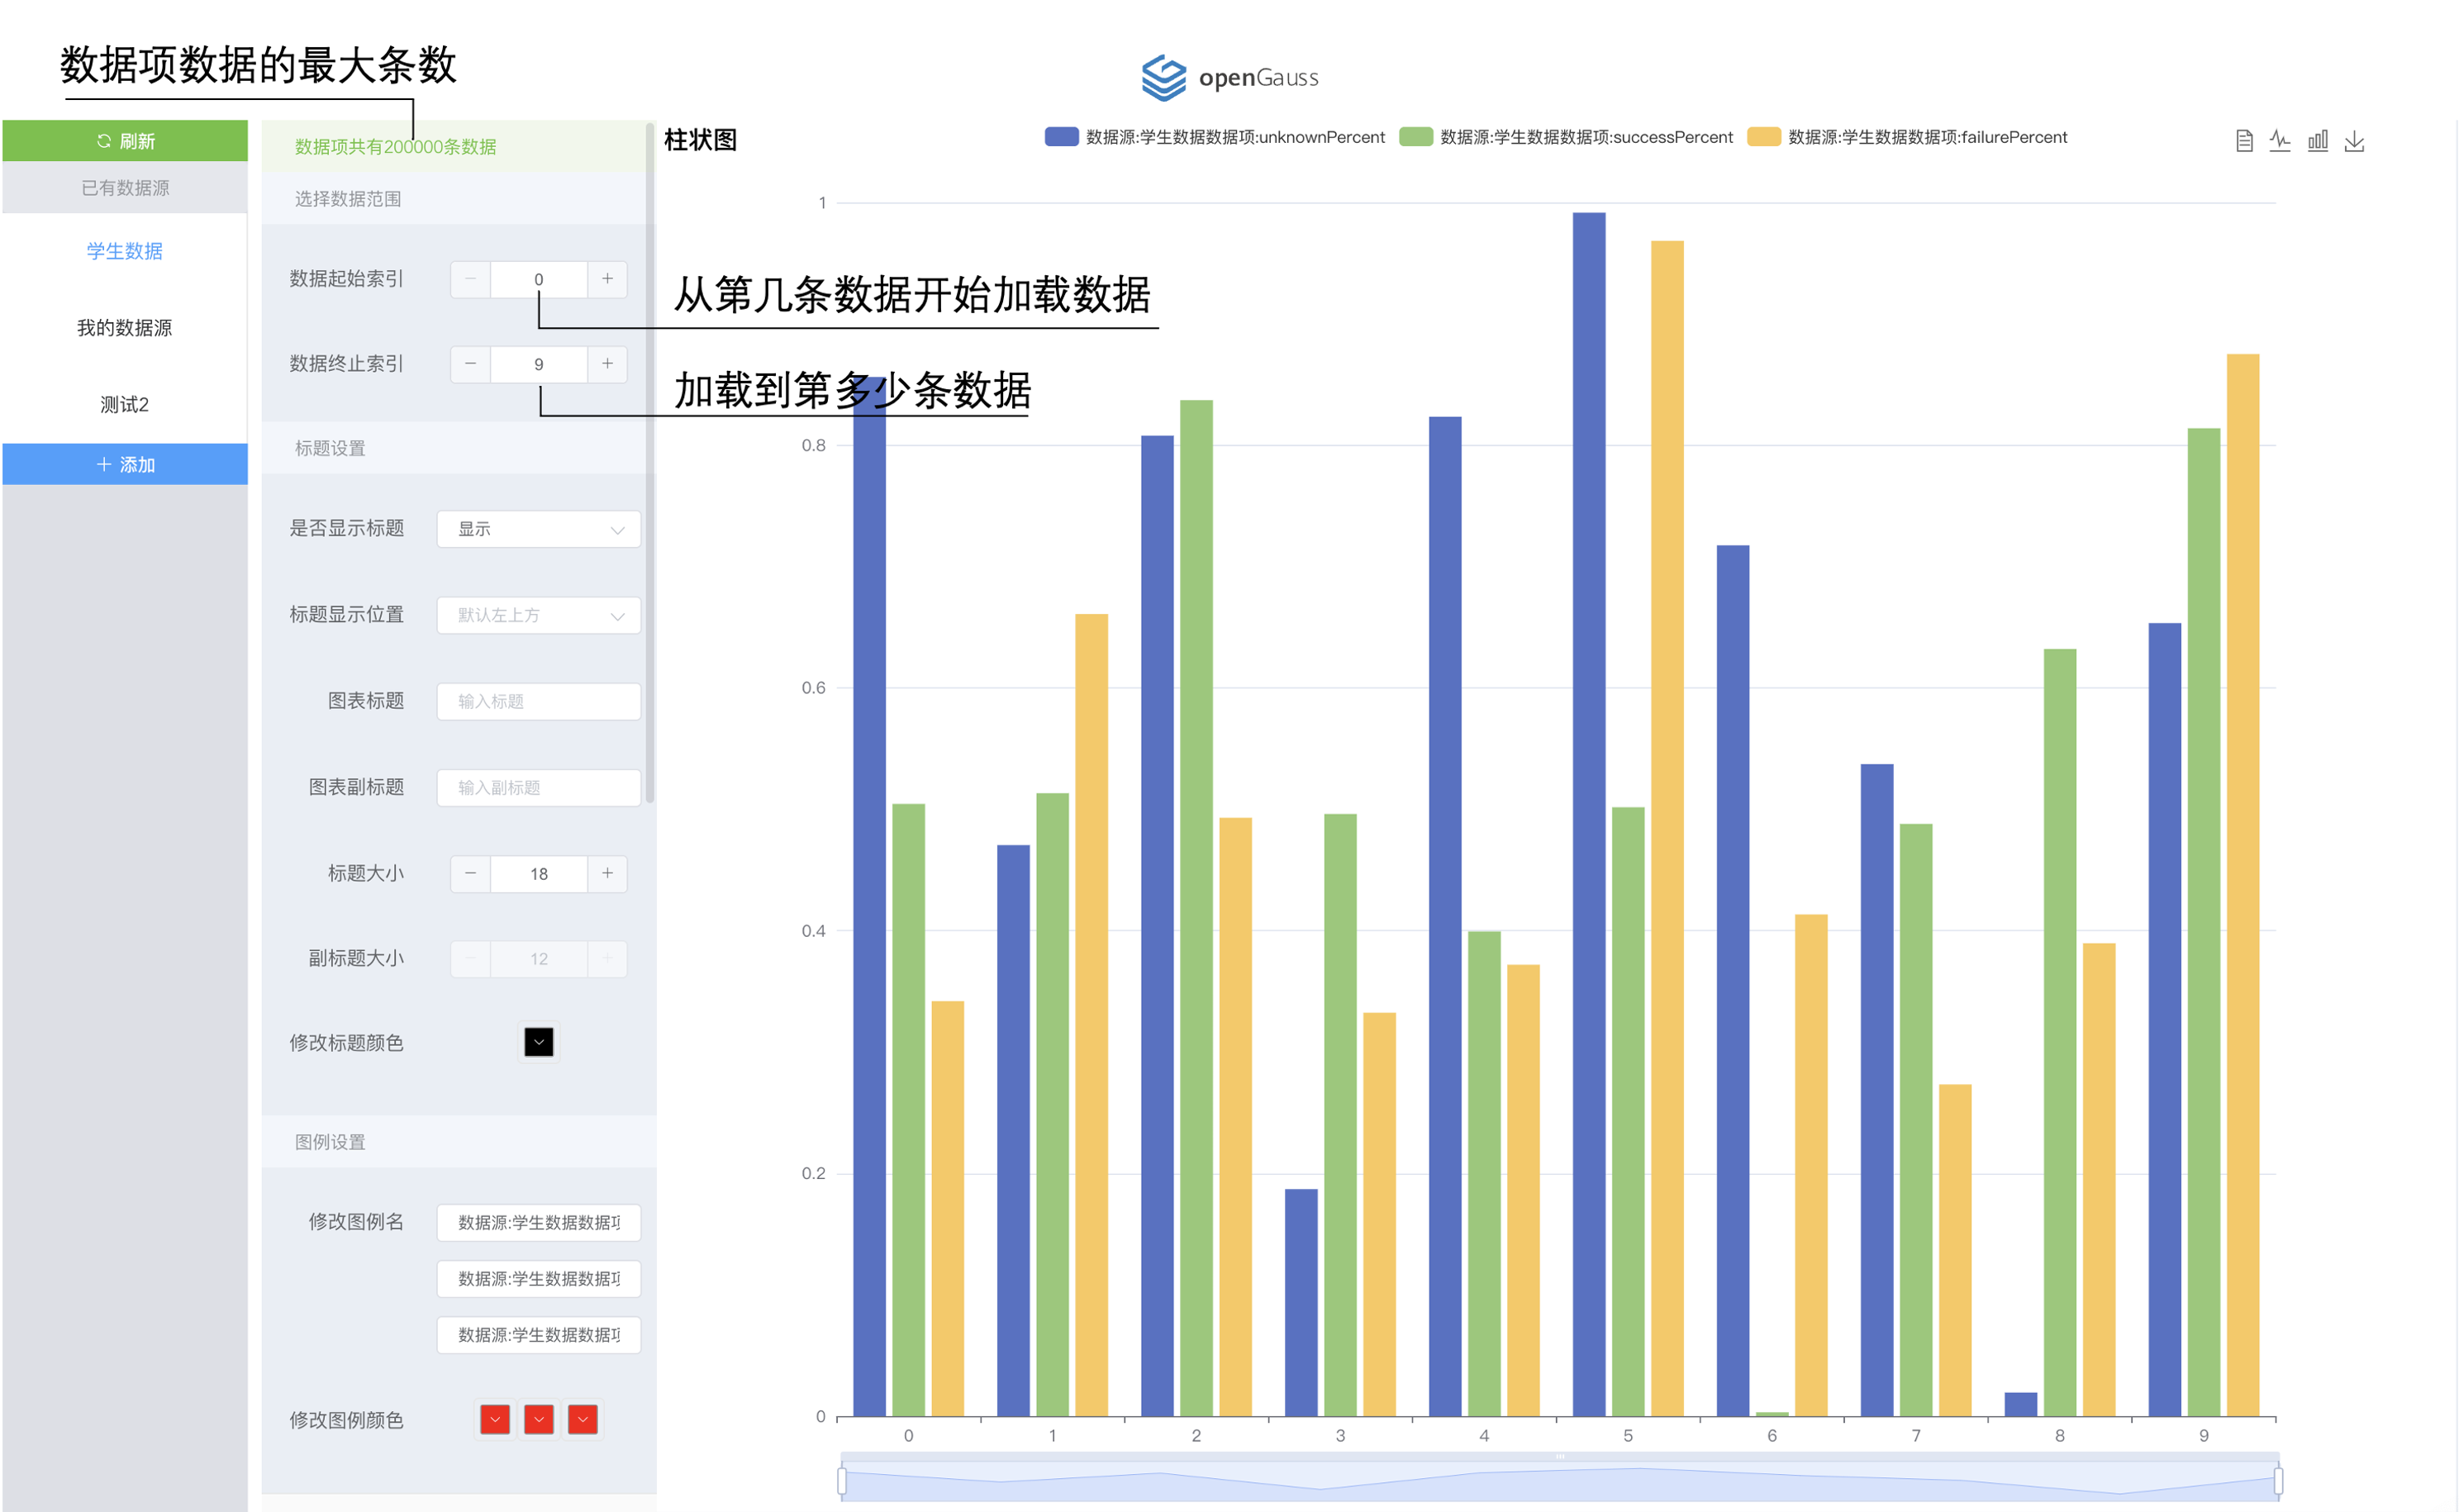 数据项数据的最大条数
openGauss
刷新
已有数据源
学生数据
我的数据源
测试2
添加
数据项共有200000条数据
选择数据范围
数据起始索引
0
从第几条数据开始加载数据
数据终止索引
9
加载到第多少条数据
标题设置
是否显示标题
显示
标题显示位置
默认左上方
图表标题
输入标题
图表副标题
输入副标题
标题大小
18
副标题大小
12
修改标题颜色
图例设置
修改图例名
数据源:学生数据数据
数据源:学生数据数据
数据源:学生数据数据
修改图例颜色
柱状图
数据源:学生数据数据项:unknownPercent
数据源:学生数据数据项:successPercent
数据源:学生数据数据项:failurePercent
1
0.8
0.6
0.4
0.2
0
0 1 2 3 4 5 6 7 8 9